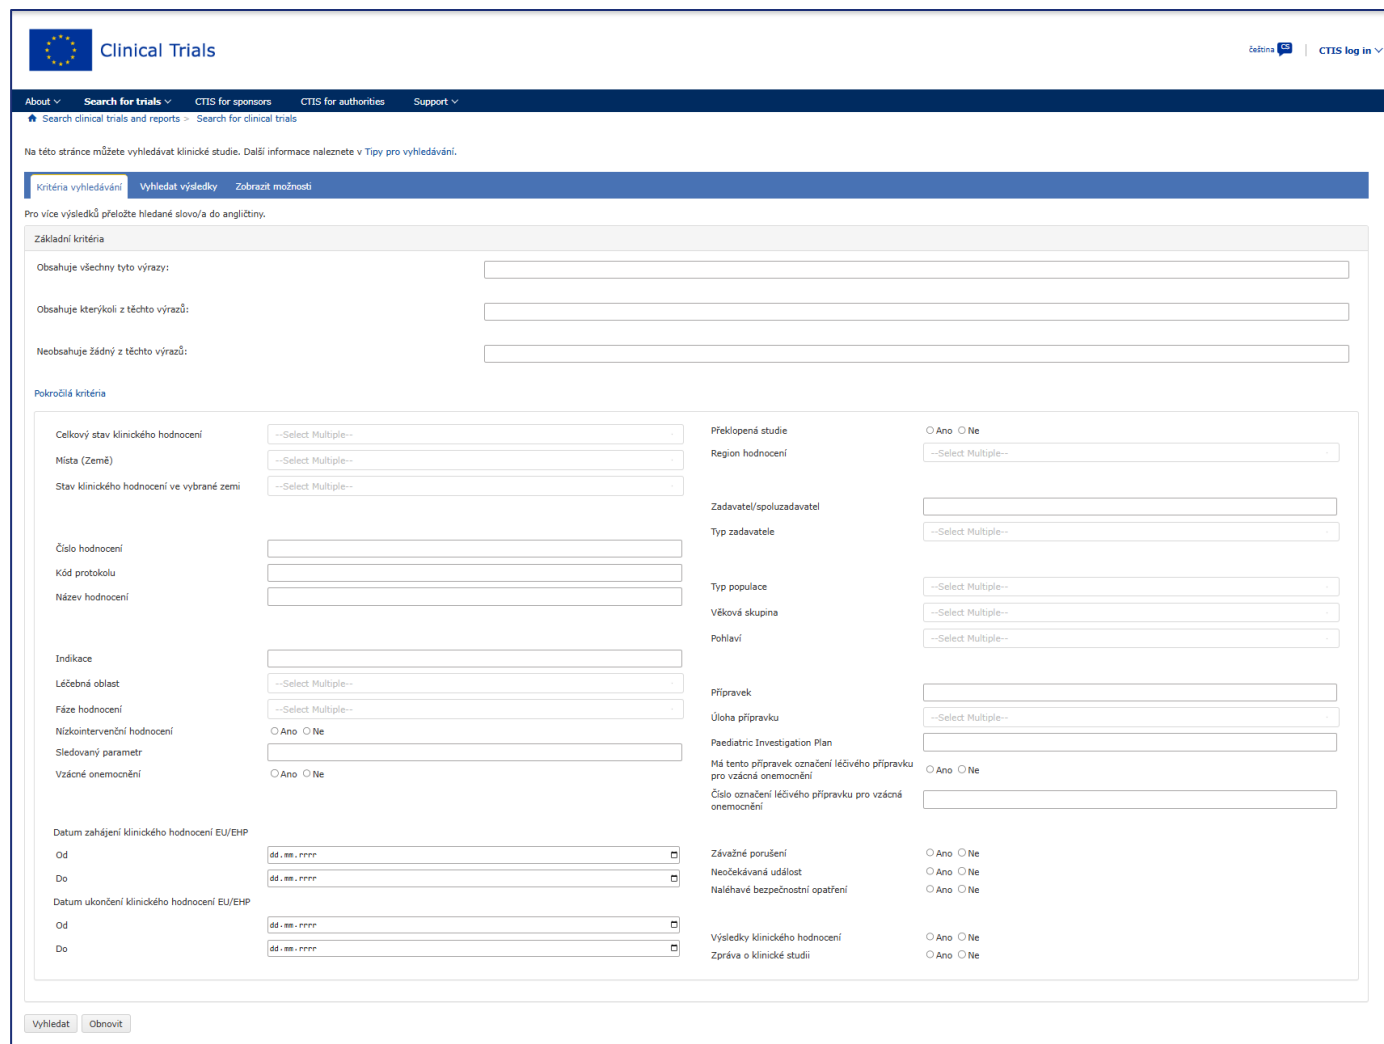 Clinical Trials
čeština CS
CTIS log in
About
Search for trials
CTIS for sponsors
CTIS for authorities
Support
Search clinical trials and reports > Search for clinical trials
Na této stránce můžete vyhledávat klinické studie. Další informace naleznete v Tipy pro vyhledávání.
Kritéria vyhledávání
Vyhledat výsledky
Zobrazit možnosti
Pro více výsledků přeložte hledané slovo/a do angličtiny.
Základní kritéria
Obsahuje všechny tyto výrazy:
Obsahuje kterýkoli z těchto výrazů:
Neobsahuje žádný z těchto výrazů:
Pokročilá kritéria
Celkový stav klinického hodnocení
--Select Multiple--
Místa (Země)
--Select Multiple--
Stav klinického hodnocení ve vybrané zemi
--Select Multiple--
Číslo hodnocení
Kód protokolu
Název hodnocení
Indikace
Léčebná oblast
--Select Multiple--
Fáze hodnocení
--Select Multiple--
Nízkointervenční hodnocení
Ano Ne
Sledovaný parametr
Vzácné onemocnění
Ano Ne
Datum zahájení klinického hodnocení EU/EHP
Od
dd.mm.rrrr
Do
dd.mm.rrrr
Datum ukončení klinického hodnocení EU/EHP
Od
dd.mm.rrrr
Do
dd.mm.rrrr
Překlopená studie
Ano Ne
Region hodnocení
--Select Multiple--
Zadavatel/spoluzadavatel
Typ zadavatele
--Select Multiple--
Typ populace
--Select Multiple--
Věková skupina
--Select Multiple--
Pohlaví
--Select Multiple--
Přípravek
Úloha přípravku
--Select Multiple--
Paediatric Investigation Plan
Má tento přípravek označení léčivého přípravku
pro vzácná onemocnění
Ano Ne
Číslo označení léčivého přípravku pro vzácná
onemocnění
Závažné porušení
Ano Ne
Neočekávaná událost
Ano Ne
Naléhavé bezpečnostní opatření
Ano Ne
Výsledky klinického hodnocení
Ano Ne
Zpráva o klinické studii
Ano Ne
Vyhledat
Obnovit